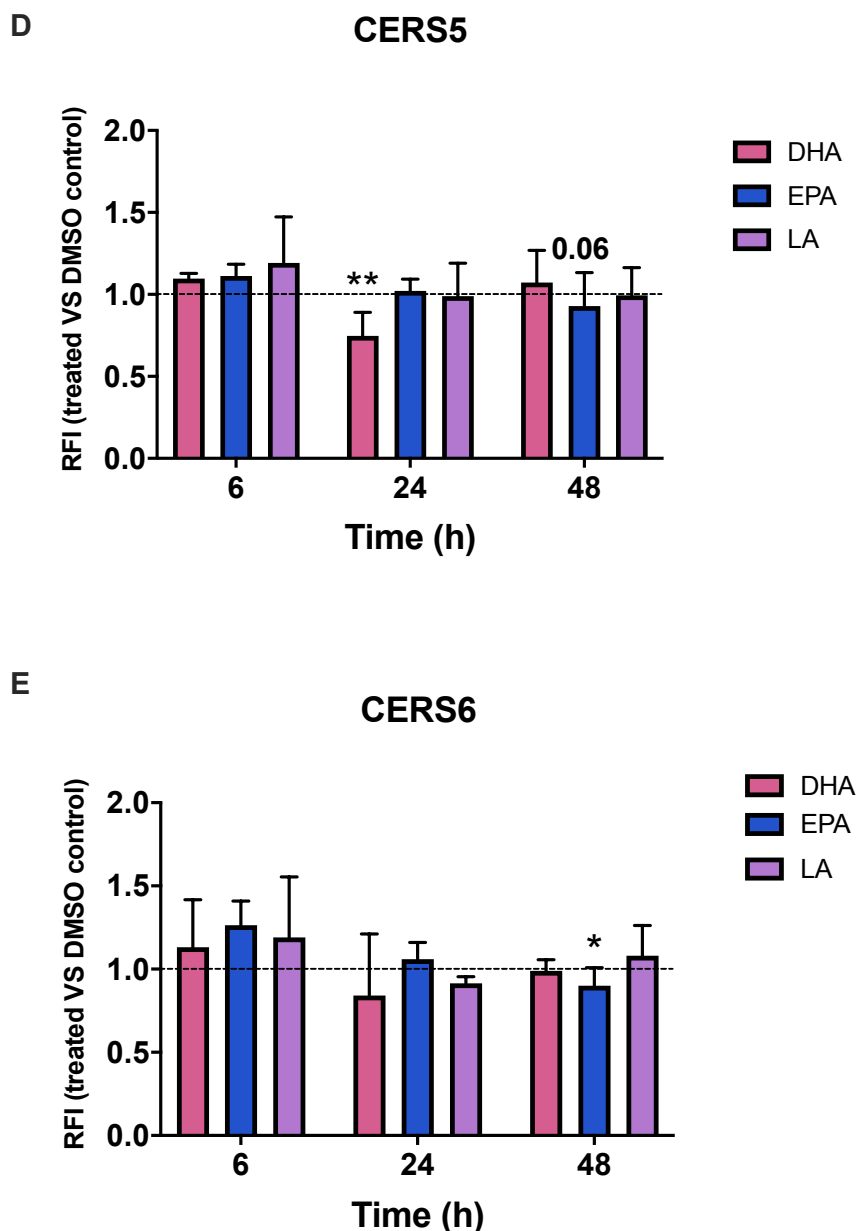 D
CERS5
RFI (treated VS DMSO control)
2.0
1.5
1.0
0.5
0.0
**
0.06
6 24 48
Time (h)
DHA
EPA
LA
E
CERS6
RFI (treated VS DMSO control)
2.0
1.5
1.0
0.5
0.0
*
6 24 48
Time (h)
DHA
EPA
LA